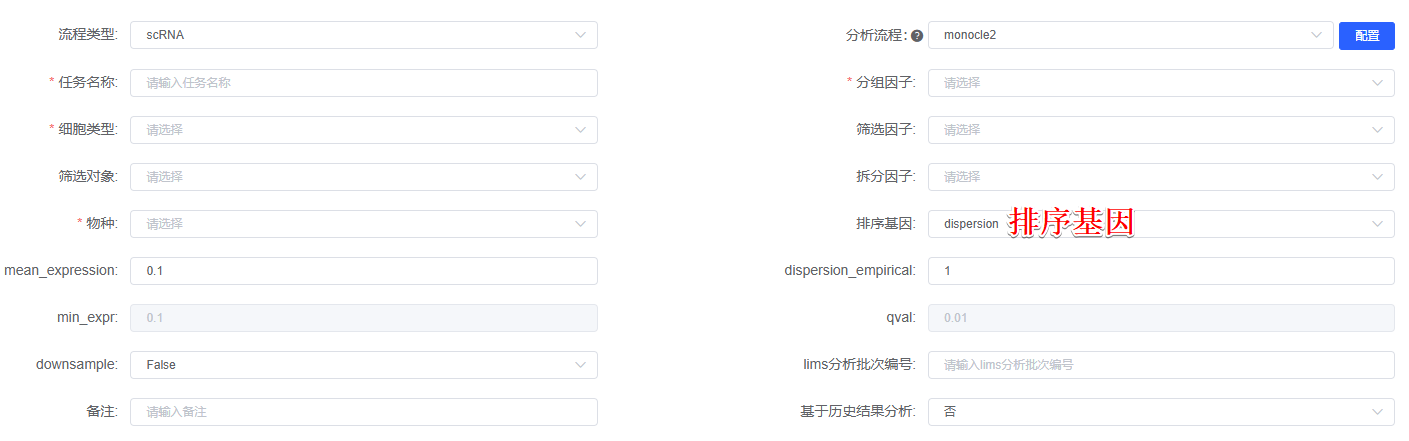 流程类型: scRNA 分析流程: ? monocle2 配置
* 任务名称: 请输入任务名称 * 分组因子: 请选择
* 细胞类型: 请选择 筛选因子: 请选择
筛选对象: 请选择 拆分因子: 请选择
* 物种: 请选择 排序基因: dispersion 排序基因
mean_expression: 0.1 dispersion_empirical: 1
min_expr: 0.1 qval: 0.01
downsample: False lims分析批次编号: 请输入lims分析批次编号
备注: 请输入备注 基于历史结果分析: 否